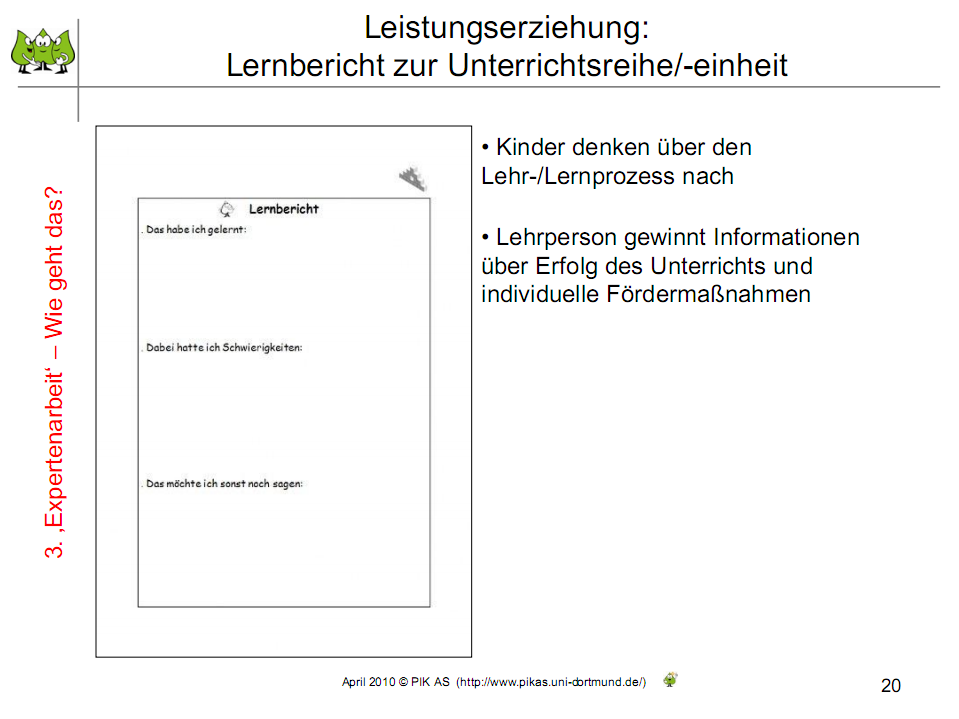 Leistungserziehung:
Lernbericht zur Unterrichtsreihe/-einheit
3. ‚Expertenarbeit‘ – Wie geht das?
Lernbericht
. Das habe ich gelernt:
. Dabei hatte ich Schwierigkeiten:
. Das möchte ich sonst noch sagen:
• Kinder denken über den
Lehr-/Lernprozess nach
• Lehrperson gewinnt Informationen
über Erfolg des Unterrichts und
individuelle Fördermaßnahmen
April 2010 © PIK AS (http://www.pikas.uni-dortmund.de/)
20